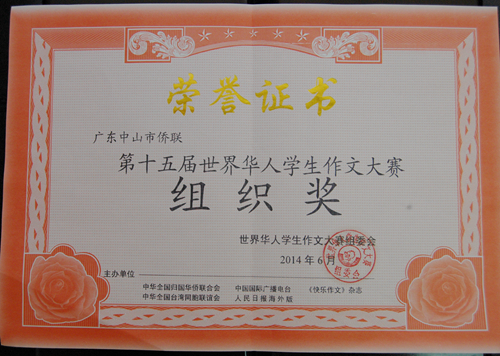 荣誉证书
广东中山市侨联
第十五届世界华人学生作文大赛
组织奖
世界华人学生作文大赛组委会
2014年6月
主办单位
中华全国归国华侨联合会 中国国际广播电台 《快乐作文》杂志
中华全国台湾同胞联谊会 人民日报海外版